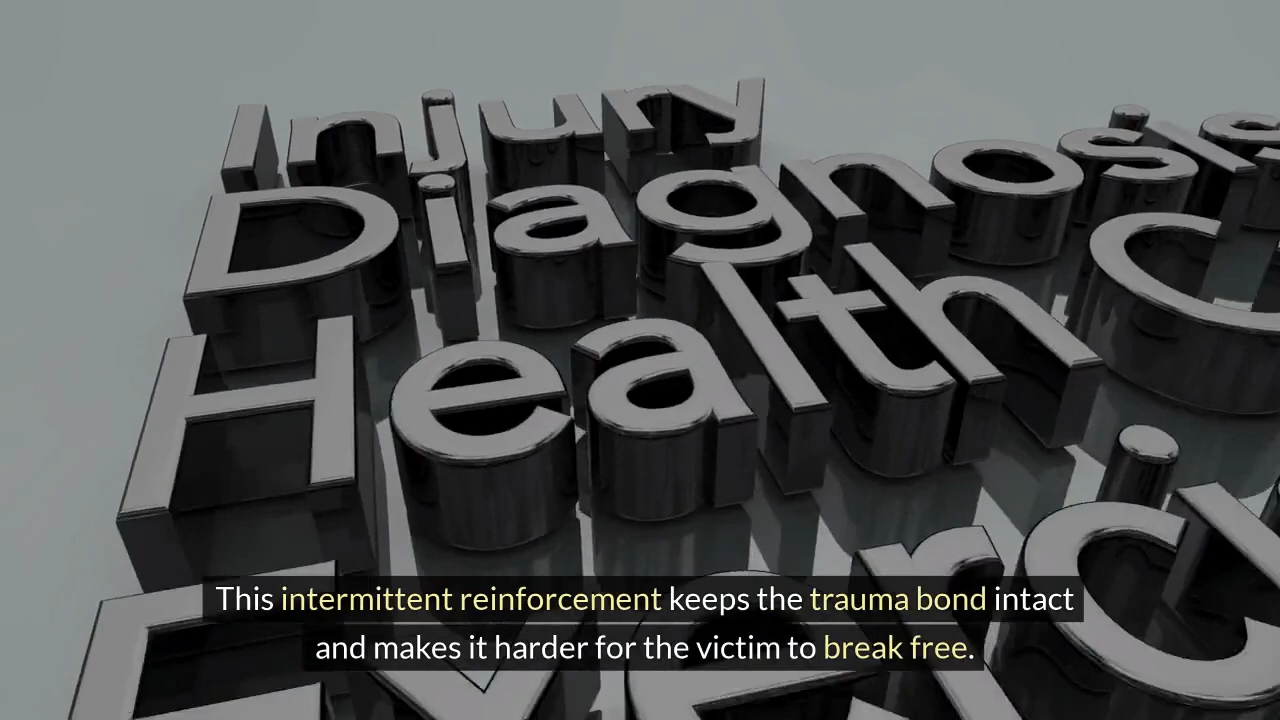 Injury
Diagnosis
Health C
Exerci
This intermittent reinforcement keeps the trauma bond intact
and makes it harder for the victim to break free.